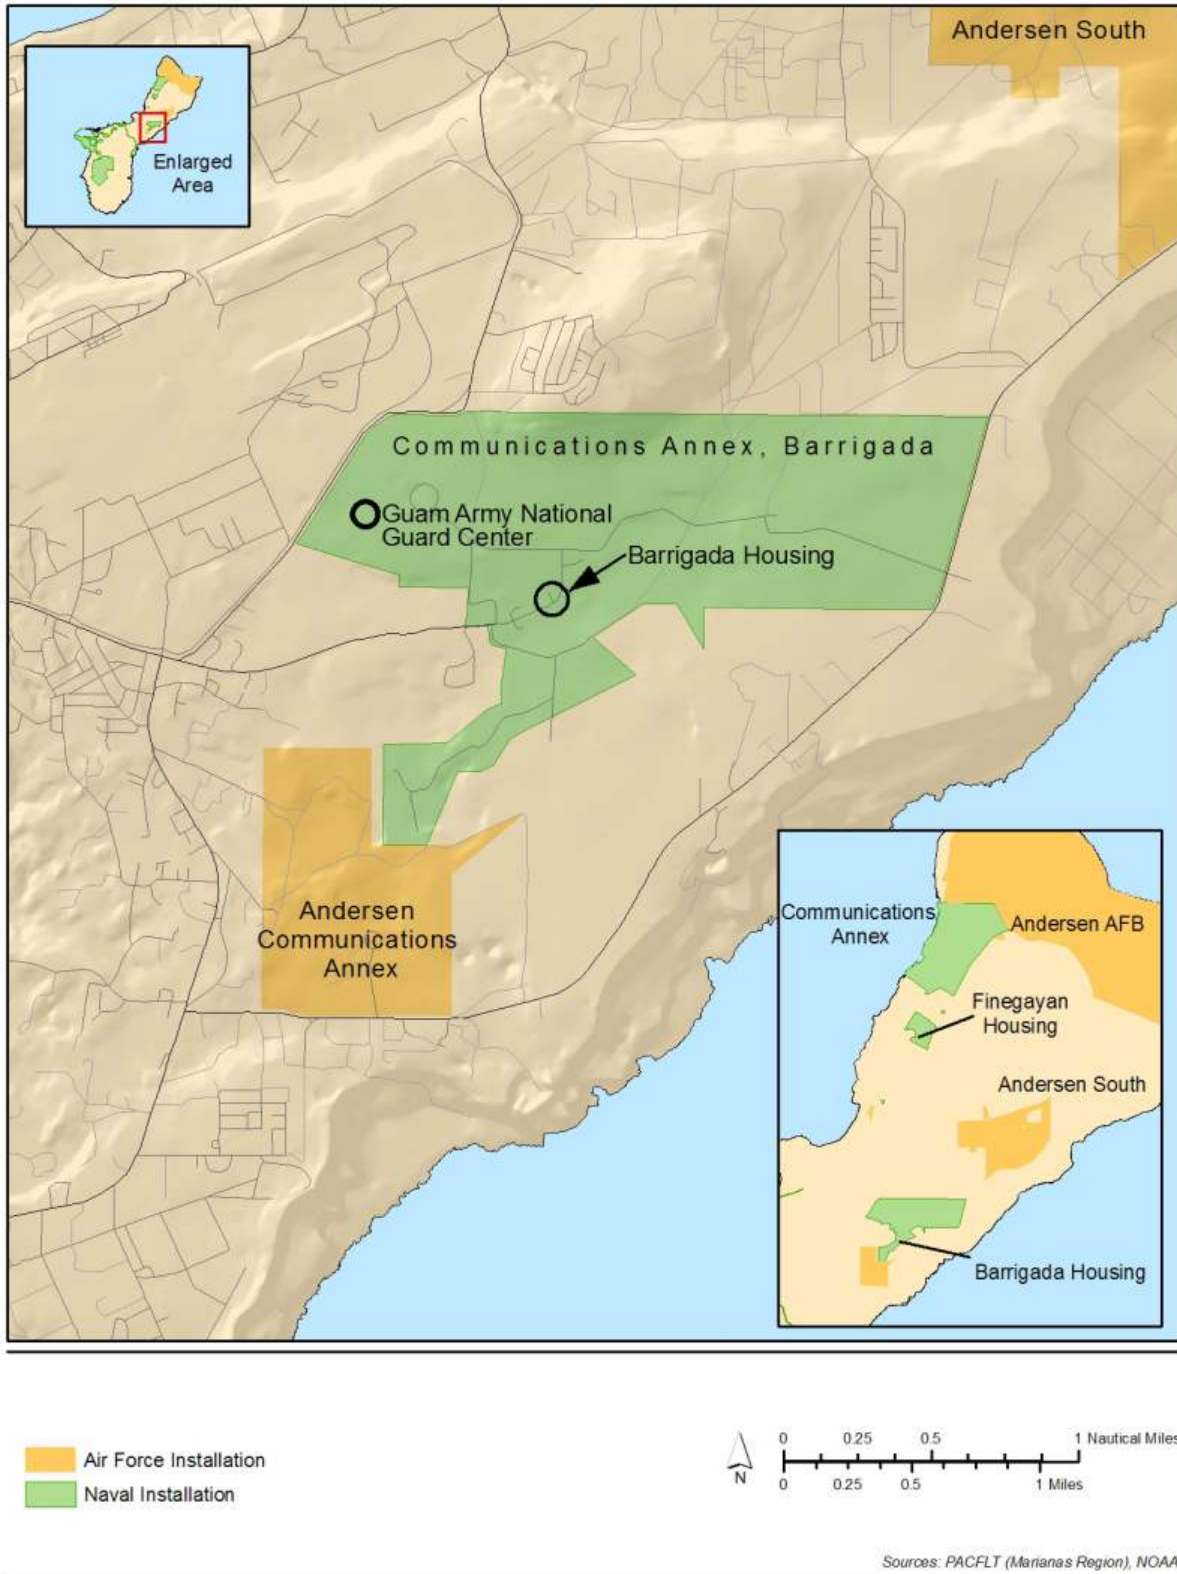 Andersen South
Enlarged
Area
Communications Annex, Barrigada
Guam Army National
Guard Center
Barrigada Housing
Andersen
Communications
Annex
Communications
Annex
Andersen AFB
Finegayan
Housing
Andersen South
Barrigada Housing
Air Force Installation
Naval Installation
N
0 0.25 0.5 1 Nautical Miles
0 0.25 0.5 1 Miles
Sources: PACFLT (Marianas Region), NOAA